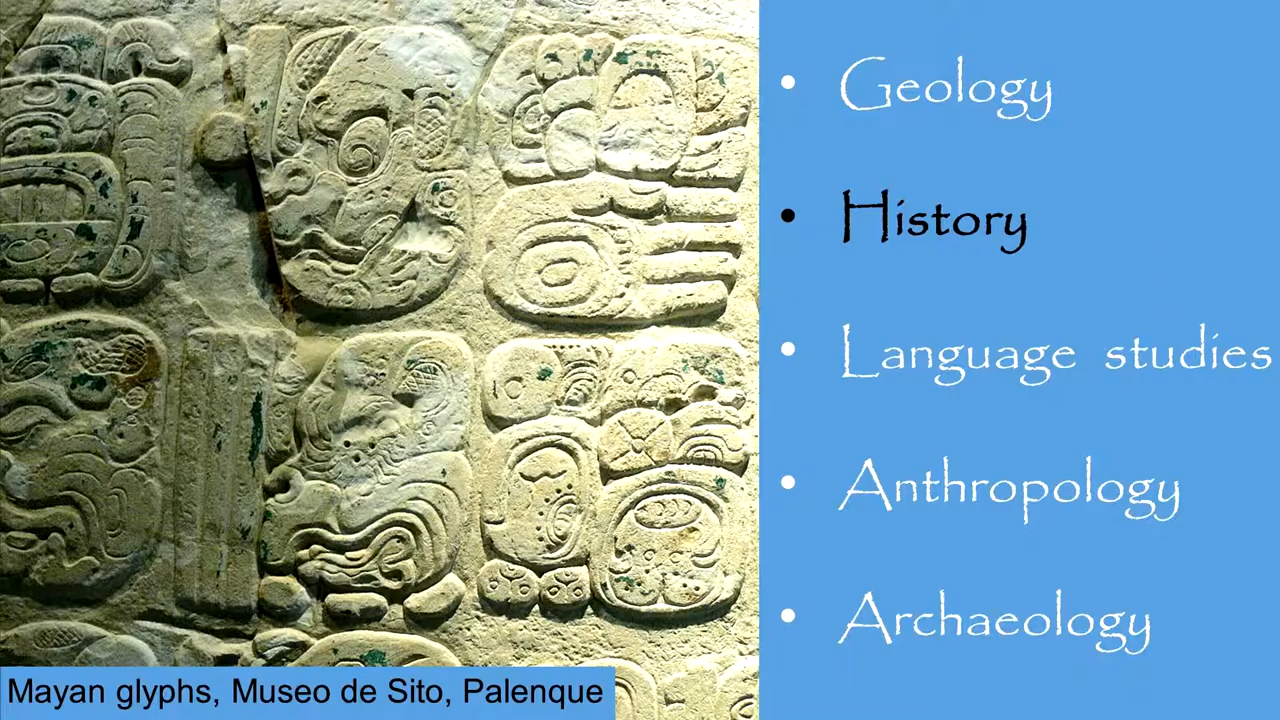 • Geology
• History
• Language studies
• Anthropology
• Archaeology
Mayan glyphs, Museo de Sito, Palenque